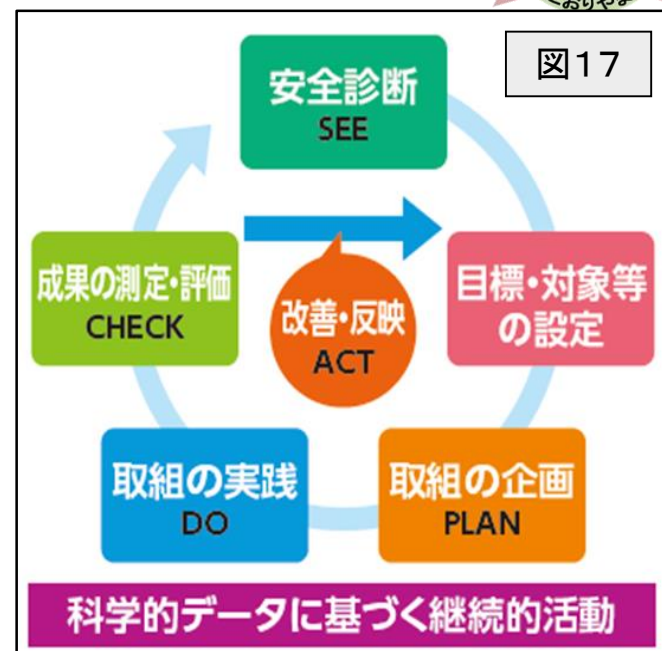 図17
安全診断
SEE
目標・対象等
の設定
取組の企画
PLAN
取組の実践
DO
成果の測定・評価
CHECK
改善・反映
ACT
科学的データに基づく継続的活動